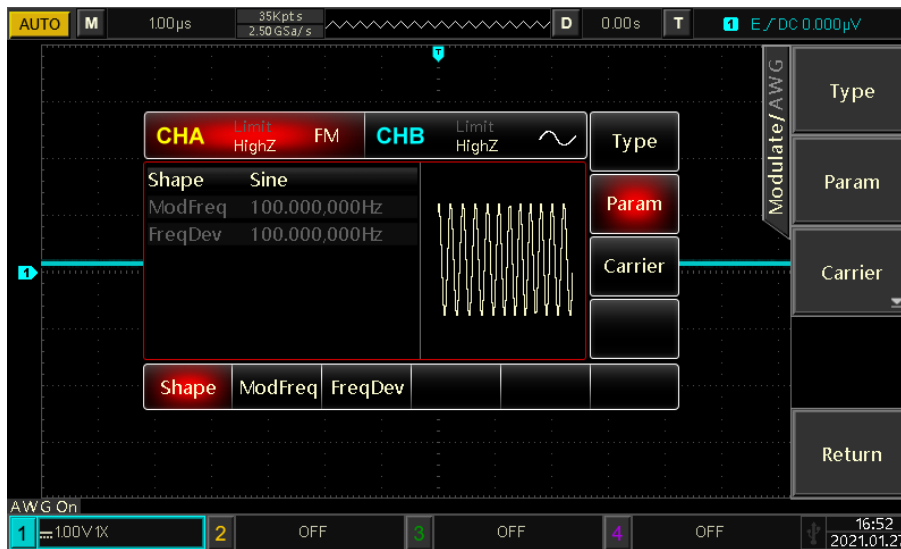 AUTO M 1.00μs 35Kpts 2.50GSa/s D 0.00s T 1 E DC 0.000μV
T
Modulate/AWG
Type
Param
Carrier
Return
CHA Limit HighZ FM CHB Limit HighZ
Type
Param
Carrier
Shape Sine
ModFreq 100.000,000Hz
FreqDev 100.000,000Hz
1
Shape ModFreq FreqDev
AWG On
1 1.00V 1X 2 OFF 3 OFF 4 OFF 16:52
2021.01.27